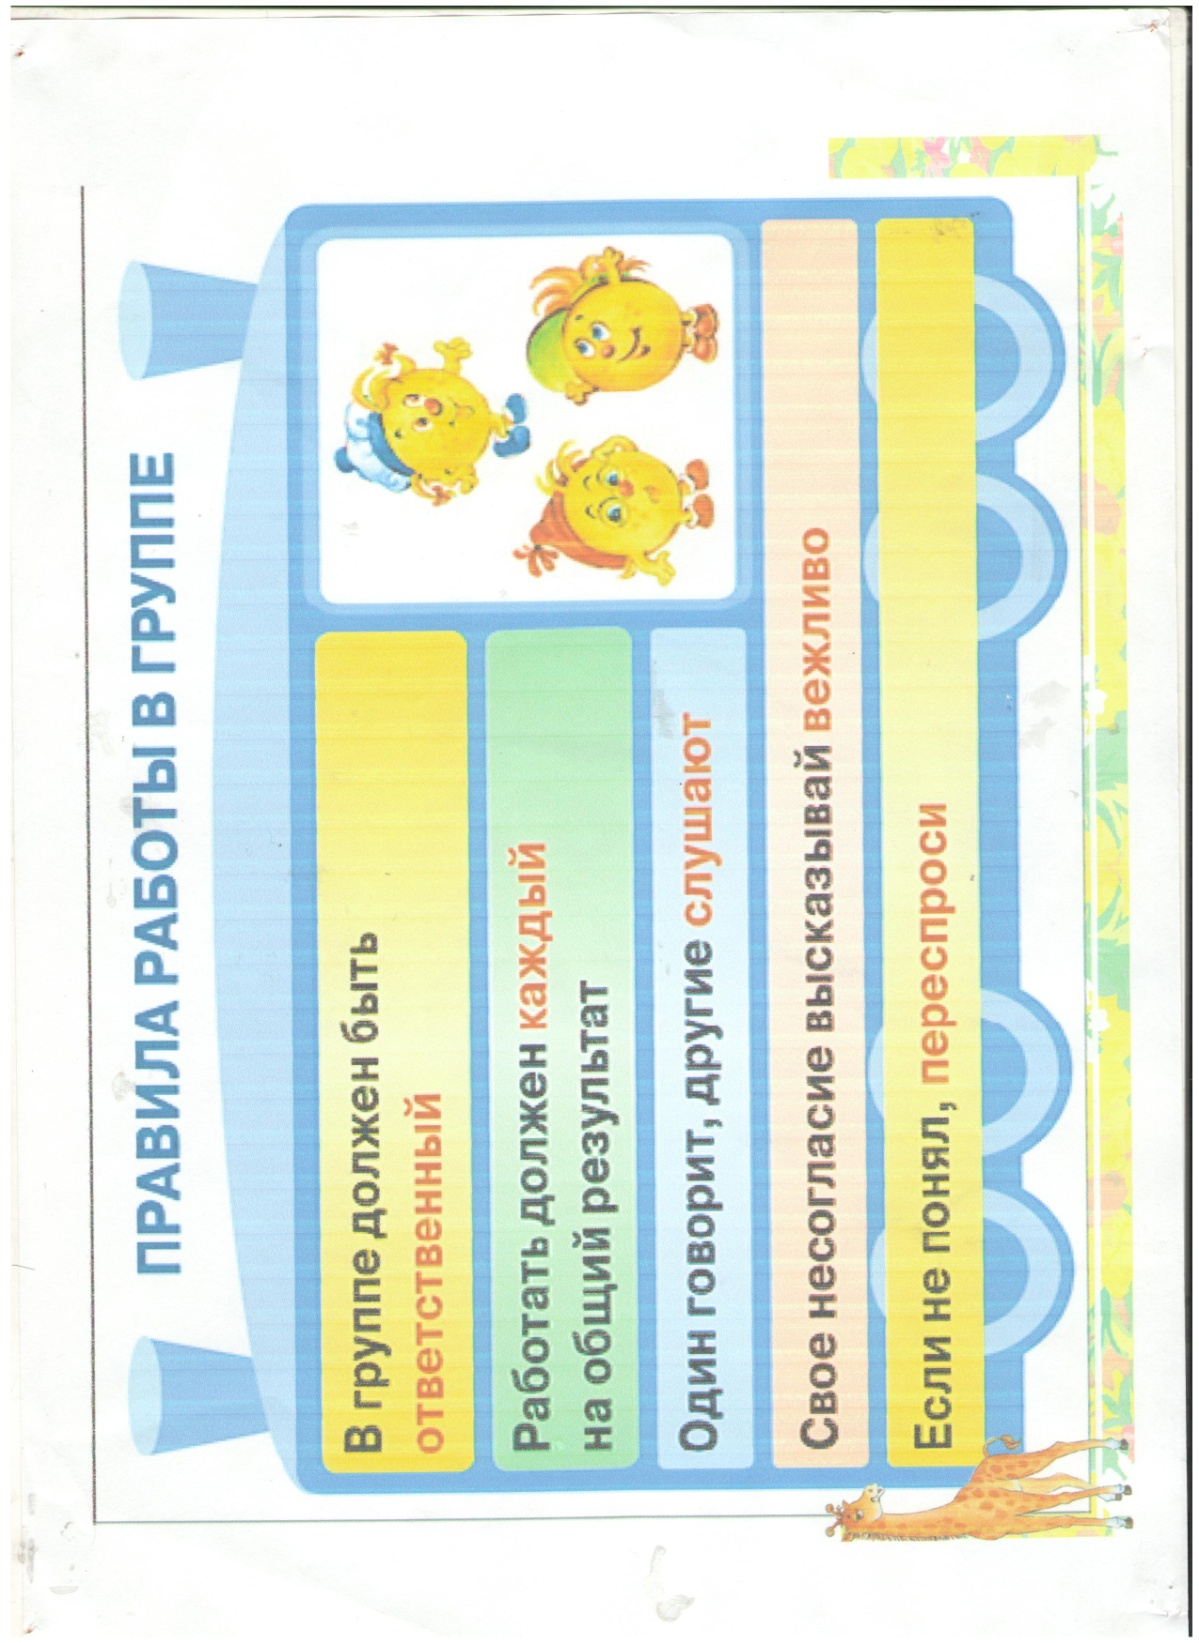 ПРАВИЛА РАБОТЫ В ГРУППЕ
В группе должен быть
ответственный
Работать должен каждый
на общий результат
Один говорит, другие слушают
Свое несогласие высказывай вежливо
Если не понял, переспроси